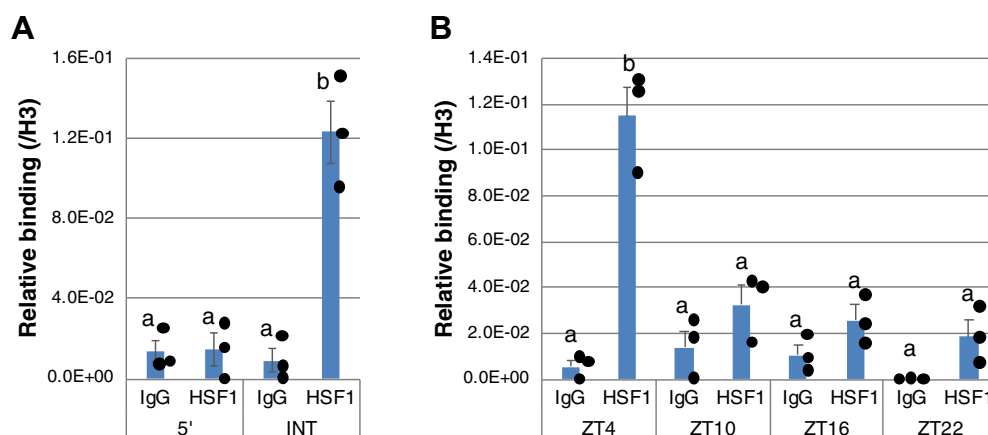 A
Relative binding (/H3)
1.6E-01
1.2E-01
8.0E-02
4.0E-02
0.0E+00
a
a
a
b
IgG HSF1 IgG HSF1
5' INT
B
Relative binding (/H3)
1.4E-01
1.2E-01
1.0E-01
8.0E-02
6.0E-02
4.0E-02
2.0E-02
0.0E+00
a
b
a
a
a
a
a
a
IgG HSF1 IgG HSF1 IgG HSF1 IgG HSF1
ZT4 ZT10 ZT16 ZT22